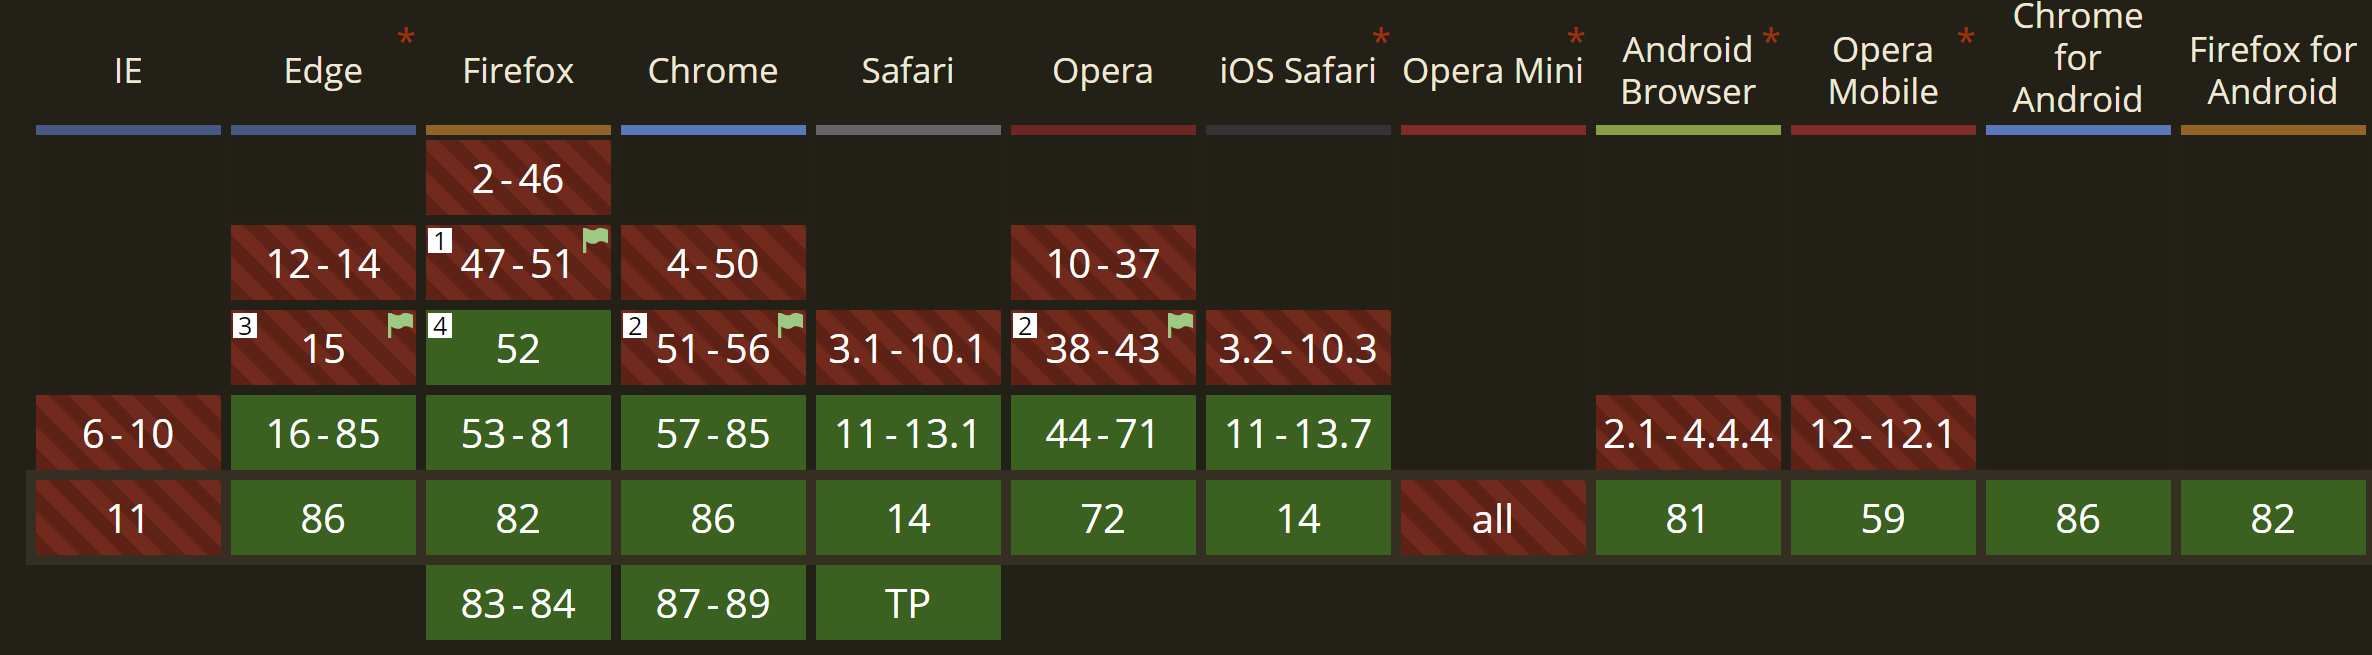 IE Edge * Firefox Chrome Safari Opera iOS Safari * Opera Mini * Android Browser * Opera Mobile * Chrome for Android Firefox for Android
2-46
12-14 1 47-51 4-50 10-37
3 15 4 52 2 51-56 3.1-10.1 2 38-43 3.2-10.3
6-10 16-85 53-81 57-85 11-13.1 44-71 11-13.7 2.1-4.4.4 12-12.1
11 86 82 86 14 72 14 all 81 59 86 82
83-84 87-89 TP